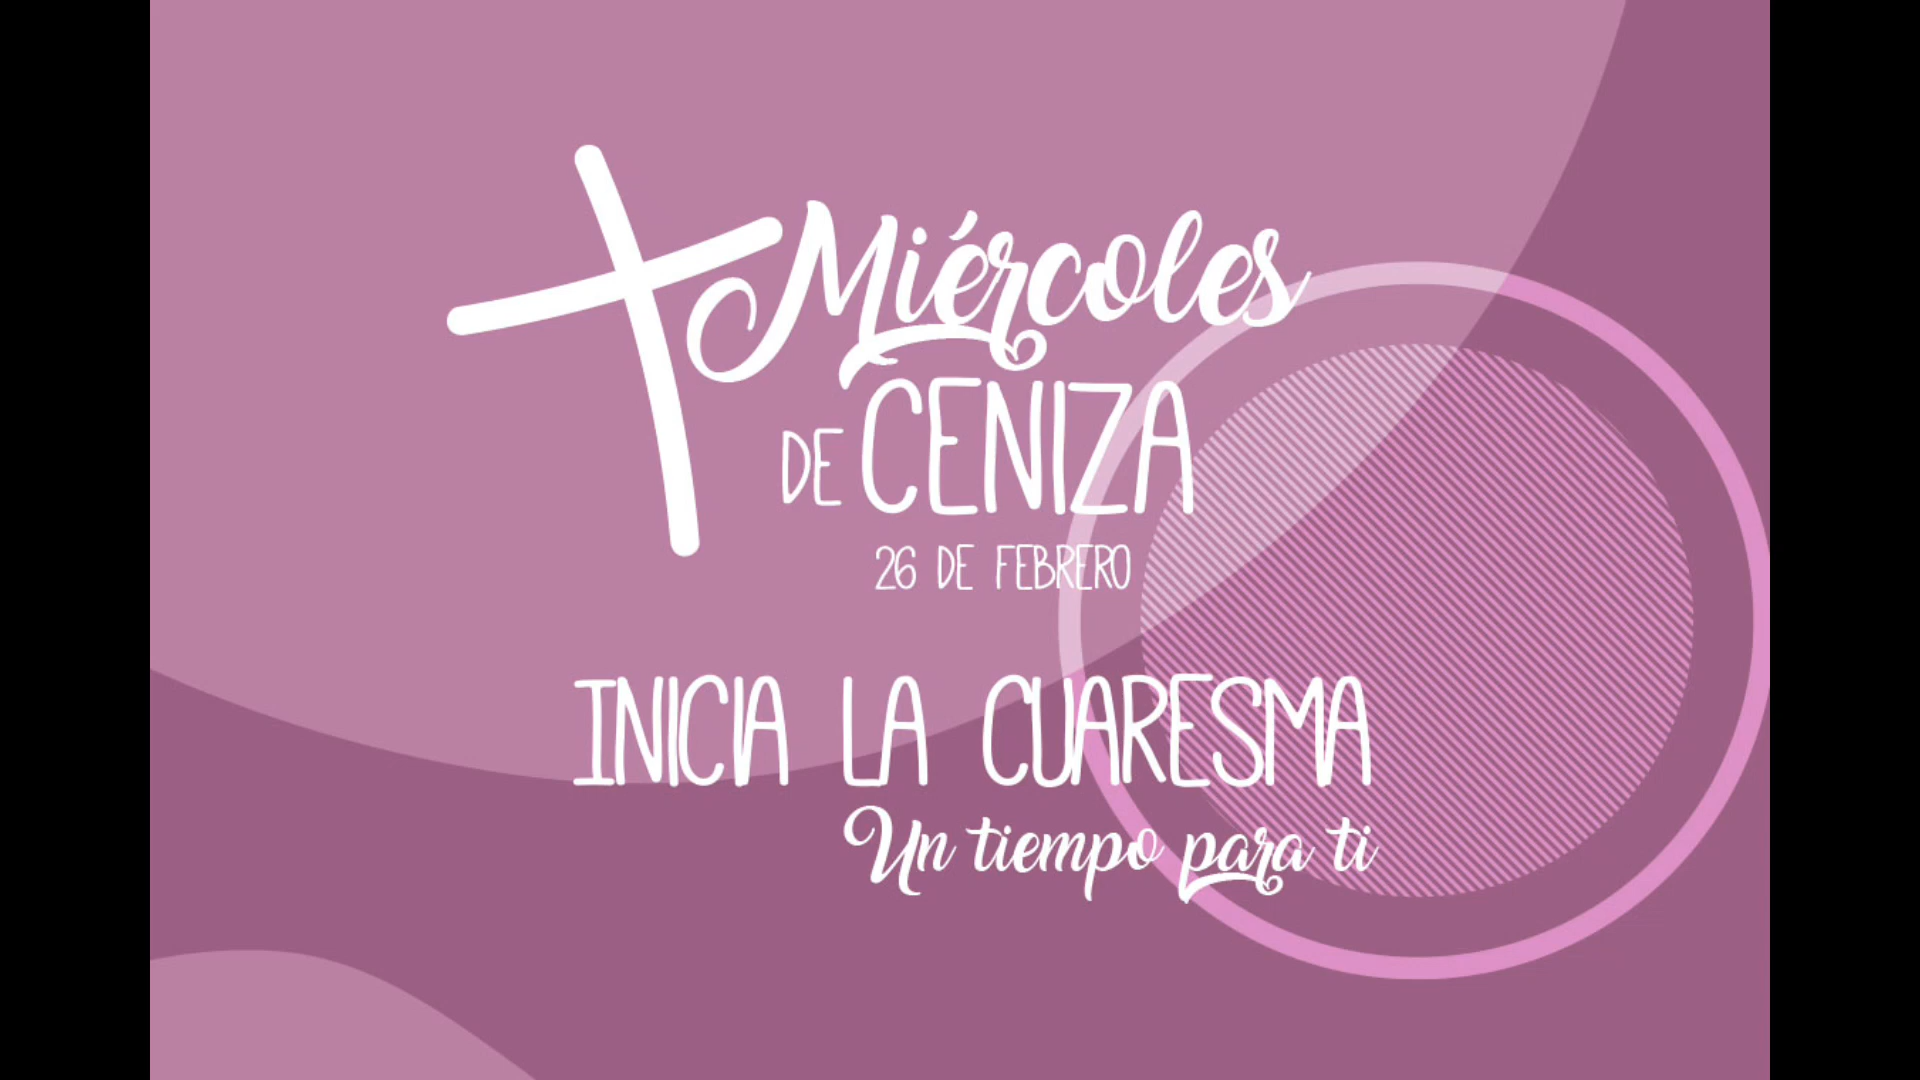 Miércoles
DE CENIZA
26 DE FEBRERO
INICIA LA CUARESMA
Un tiempo para ti